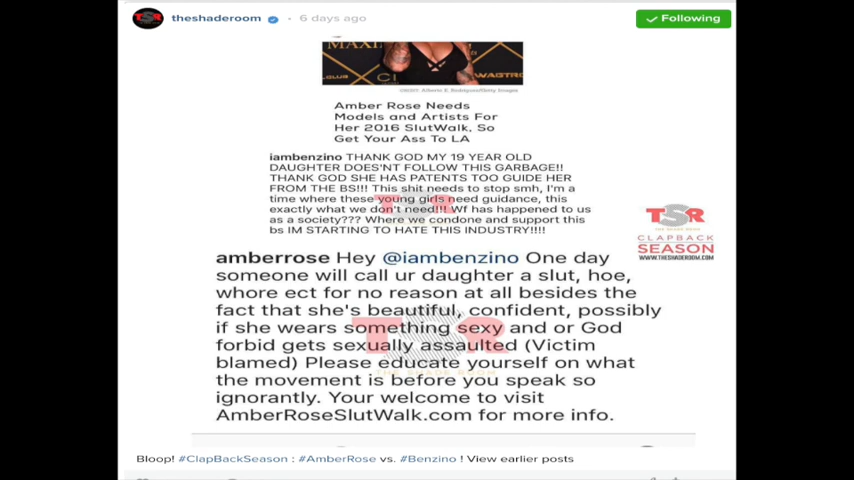 TSR theshaderoom • 6 days ago Following
MAXI
CLUB CI WAGTRO
Amber Rose Needs
Models and Artists For
Her 2016 SlutWalk, So
Get Your Ass To LA
iambenzino THANK GOD MY 19 YEAR OLD
DAUGHTER DOES'NT FOLLOW THIS GARBAGE!!
THANK GOD SHE HAS PATENTS TOO GUIDE HER
FROM THE BS!!! This shit needs to stop smh, I'm a
time where these young girls need guidance, this
exactly what we don't need!!! Wf has happened to us
as a society??? Where we condone and support this
bs IM STARTING TO HATE THIS INDUSTRY!!!!
TSR
TSR
CLAPBACK
SEASON
WWW.THESHADEROOM.COM
amberrose Hey @iambenzino One day
someone will call ur daughter a slut, hoe,
whore ect for no reason at all besides the
fact that she's beautiful, confident, possibly
if she wears something sexy and or God
forbid gets sexually assaulted (Victim
blamed) Please educate yourself on what
the movement is before you speak so
ignorantly. Your welcome to visit
AmberRoseSlutWalk.com for more info.
TSR
THE SHADE ROOM
Bloop! #ClapBackSeason : #AmberRose vs. #Benzino ! View earlier posts